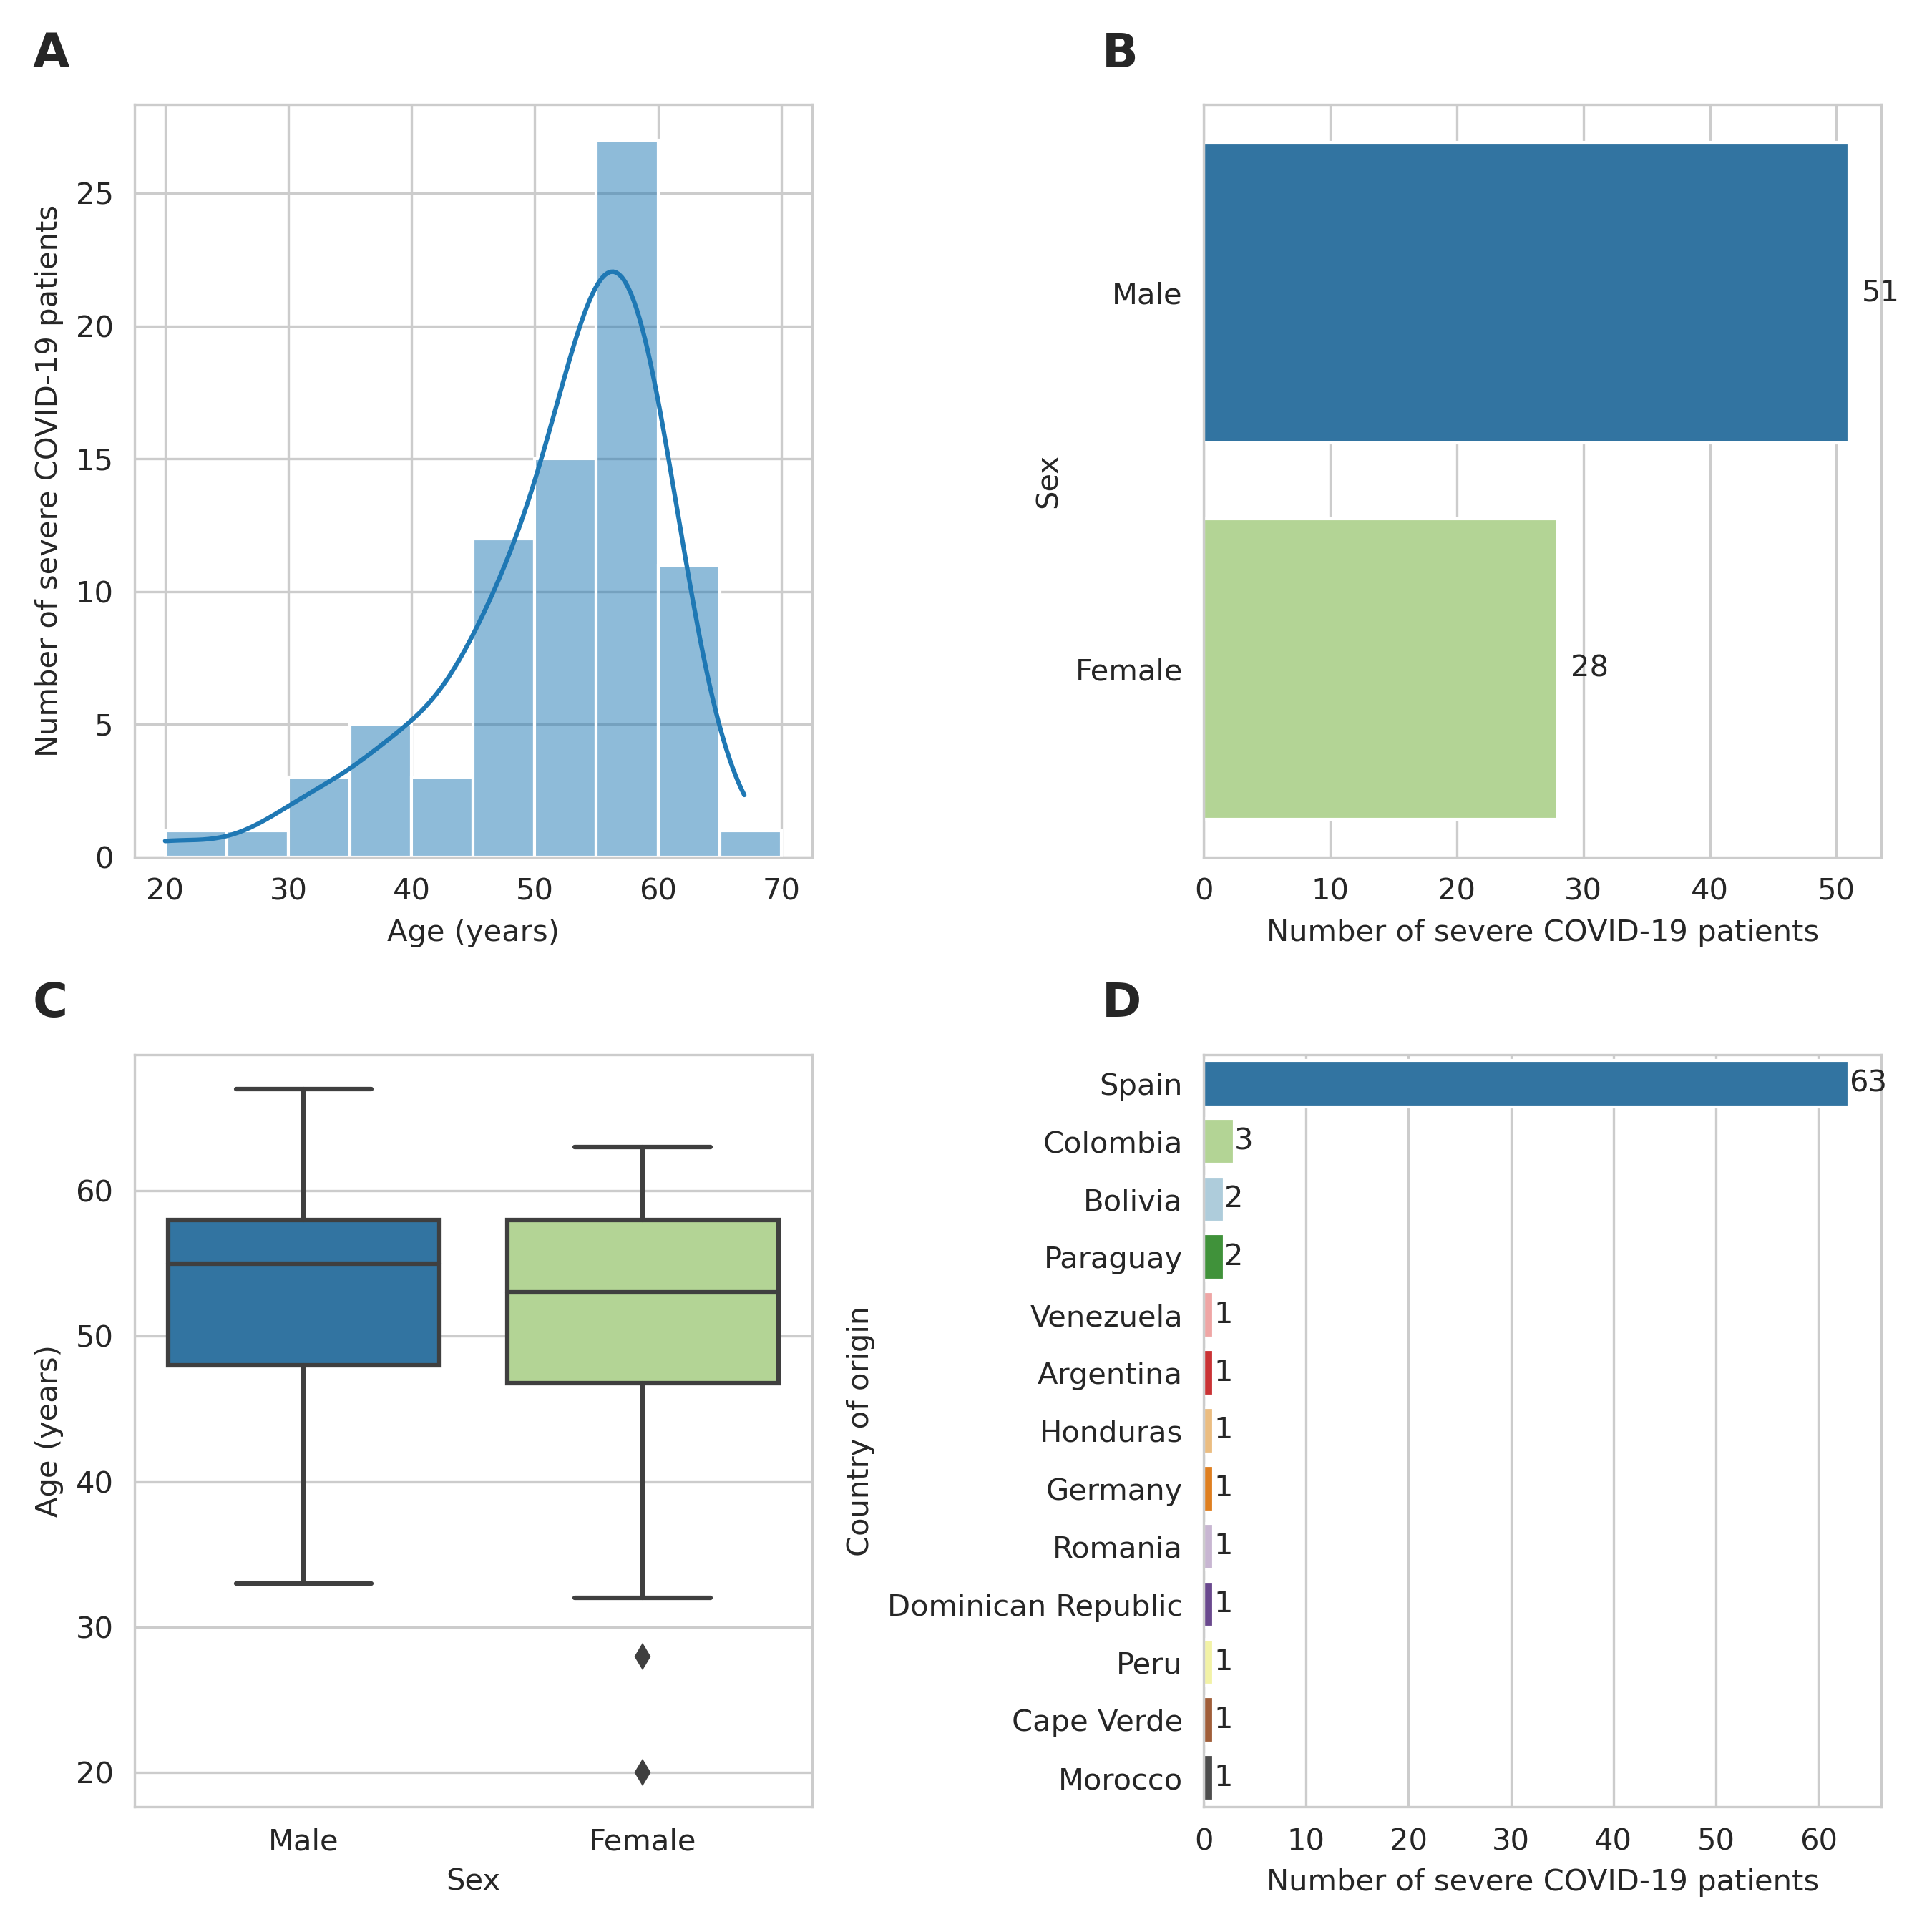 A
Number of severe COVID-19 patients
25
20
15
10
5
0
20 30 40 50 60 70
Age (years)
B
Sex
Male
51
Female
28
0 10 20 30 40 50
Number of severe COVID-19 patients
C
Age (years)
60
50
40
30
20
Male Female
Sex
D
Country of origin
Spain 63
Colombia 3
Bolivia 2
Paraguay 2
Venezuela 1
Argentina 1
Honduras 1
Germany 1
Romania 1
Dominican Republic 1
Peru 1
Cape Verde 1
Morocco 1
0 10 20 30 40 50 60
Number of severe COVID-19 patients